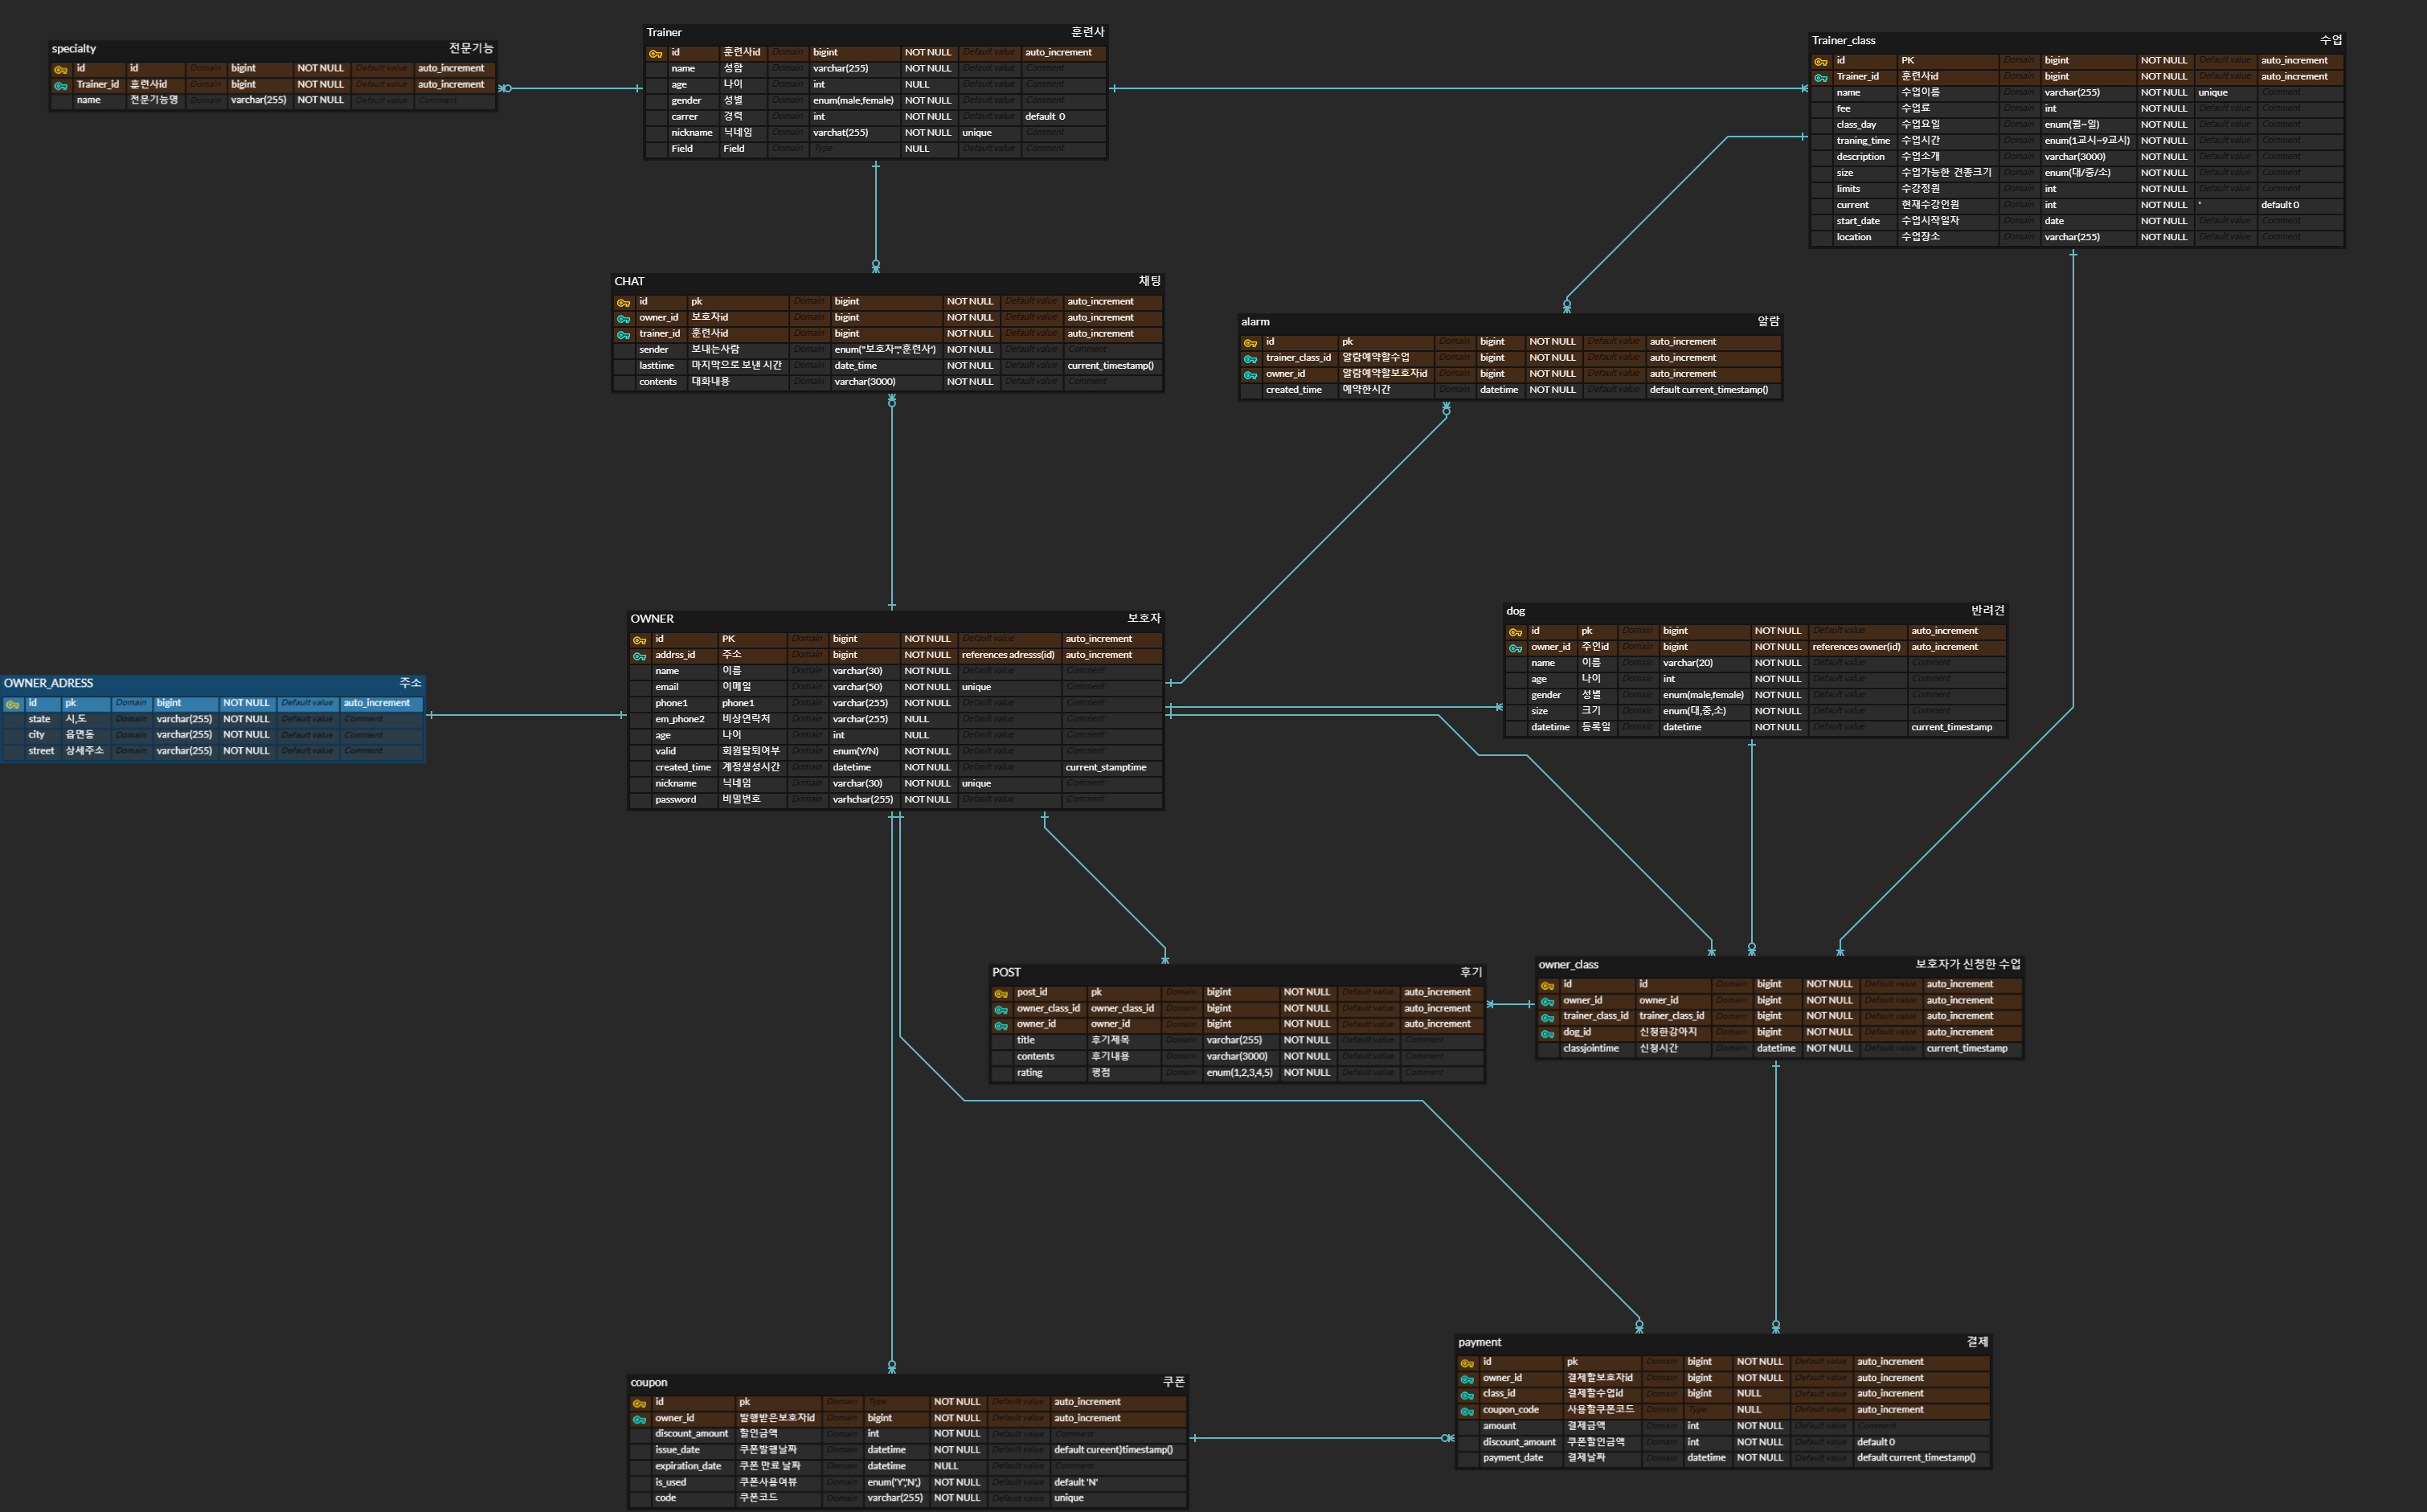 specialty 전문기능
id id Domain bigint NOT NULL Default value auto_increment
Trainer_id 훈련사id Domain bigint NOT NULL Default value auto_increment
name 전문기능명 Domain varchar(255) NOT NULL Default value Comment
Trainer 훈련사
id 훈련사id Domain bigint NOT NULL Default value auto_increment
name 성함 Domain varchar(255) NOT NULL Default value Comment
age 나이 Domain int NULL Default value Comment
gender 성별 Domain enum(male,female) NOT NULL Default value Comment
carrer 경력 Domain int NOT NULL Default value default 0
nickname 닉네임 Domain varchat(255) NOT NULL unique Comment
Field Field Domain Type NULL Default value Comment
Trainer_class 수업
id PK Domain bigint NOT NULL Default value auto_increment
Trainer_id 훈련사id Domain bigint NOT NULL Default value auto_increment
name 수업이름 Domain varchar(255) NOT NULL unique Comment
fee 수업료 Domain int NOT NULL Default value Comment
class_day 수업요일 Domain enum(월~일) NOT NULL Default value Comment
traning_time 수업시간 Domain enum(1교시~9교시) NOT NULL Default value Comment
description 수업소개 Domain varchar(3000) NOT NULL Default value Comment
size 수업가능한 견종크기 Domain enum(대/중/소) NOT NULL Default value Comment
limits 수강정원 Domain int NOT NULL Default value Comment
current 현재수강인원 Domain int NOT NULL ' default 0
start_date 수업시작일자 Domain date NOT NULL Default value Comment
location 수업장소 Domain varchar(255) NOT NULL Default value Comment
CHAT 채팅
id pk Domain bigint NOT NULL Default value auto_increment
owner_id 보호자id Domain bigint NOT NULL Default value auto_increment
trainer_id 훈련사id Domain bigint NOT NULL Default value auto_increment
sender 보내는사람 Domain enum("보호자","훈련사') NOT NULL Default value Comment
lasttime 마지막으로 보낸 시간 Domain date_time NOT NULL Default value current_timestamp()
contents 대화내용 Domain varchar(3000) NOT NULL Default value Comment
alarm 알람
id pk Domain bigint NOT NULL Default value auto_increment
trainer_class_id 알람예약할수업 Domain bigint NOT NULL Default value auto_increment
owner_id 알람예약할보호자id Domain bigint NOT NULL Default value auto_increment
created_time 예약한시간 Domain datetime NOT NULL Default value default current_timestamp()
OWNER 보호자
id PK Domain bigint NOT NULL Default value auto_increment
addrss_id 주소 Domain bigint NOT NULL references adresss(id) auto_increment
name 이름 Domain varchar(30) NOT NULL Default value Comment
email 이메일 Domain varchar(50) NOT NULL unique Comment
phone1 phone1 Domain varchar(255) NOT NULL Default value Comment
em_phone2 비상연락처 Domain varchar(255) NULL Default value Comment
age 나이 Domain int NULL Default value Comment
valid 회원탈퇴여부 Domain enum(Y/N) NOT NULL Default value Comment
created_time 계정생성시간 Domain datetime NOT NULL Default value current_stamptime
nickname 닉네임 Domain varchar(30) NOT NULL unique Comment
password 비밀번호 Domain varhchar(255) NOT NULL Default value Comment
dog 반려견
id pk Domain bigint NOT NULL Default value auto_increment
owner_id 주인id Domain bigint NOT NULL references owner(id) auto_increment
name 이름 Domain varchar(20) NOT NULL Default value Comment
age 나이 Domain int NOT NULL Default value Comment
gender 성별 Domain enum(male,female) NOT NULL Default value Comment
size 크기 Domain enum(대,중,소) NOT NULL Default value Comment
datetime 등록일 Domain datetime NOT NULL Default value current_timestamp
OWNER_ADRESS 주소
id pk Domain bigint NOT NULL Default value auto_increment
state 시,도 Domain varchar(255) NOT NULL Default value Comment
city 읍면동 Domain varchar(255) NOT NULL Default value Comment
street 상세주소 Domain varchar(255) NOT NULL Default value Comment
POST 후기
post_id pk Domain bigint NOT NULL Default value auto_increment
owner_class_id owner_class_id Domain bigint NOT NULL Default value auto_increment
owner_id owner_id Domain bigint NOT NULL Default value auto_increment
title 후기제목 Domain varchar(255) NOT NULL Default value Comment
contents 후기내용 Domain varchar(3000) NOT NULL Default value Comment
rating 평점 Domain enum(1,2,3,4,5) NOT NULL Default value Comment
owner_class 보호자가 신청한 수업
id id Domain bigint NOT NULL Default value auto_increment
owner_id owner_id Domain bigint NOT NULL Default value auto_increment
trainer_class_id trainer_class_id Domain bigint NOT NULL Default value auto_increment
dog_id 신청한강아지 Domain bigint NOT NULL Default value auto_increment
classjointime 신청시간 Domain datetime NOT NULL Default value current_timestamp
payment 결제
id pk Domain bigint NOT NULL Default value auto_increment
owner_id 결제할보호자id Domain bigint NOT NULL Default value auto_increment
class_id 결제할수업id Domain bigint NULL Default value auto_increment
coupon_code 사용할쿠폰코드 Domain Type NULL Default value auto_increment
amount 결제금액 Domain int NOT NULL Default value Comment
discount_amount 쿠폰할인금액 Domain int NOT NULL Default value default 0
payment_date 결제날짜 Domain datetime NOT NULL Default value default current_timestamp()
coupon 쿠폰
id pk Domain Type NOT NULL Default value auto_increment
owner_id 발행받은보호자id Domain bigint NOT NULL Default value auto_increment
discount_amount 할인금액 Domain int NOT NULL Default value Comment
issue_date 쿠폰발행날짜 Domain datetime NOT NULL Default value default cureent)timestamp()
expiration_date 쿠폰 만료 날짜 Domain datetime NULL Default value Comment
is_used 쿠폰사용여뷰 Domain enum('Y','N',) NOT NULL Default value default 'N'
code 쿠폰코드 Domain varchar(255) NOT NULL Default value unique